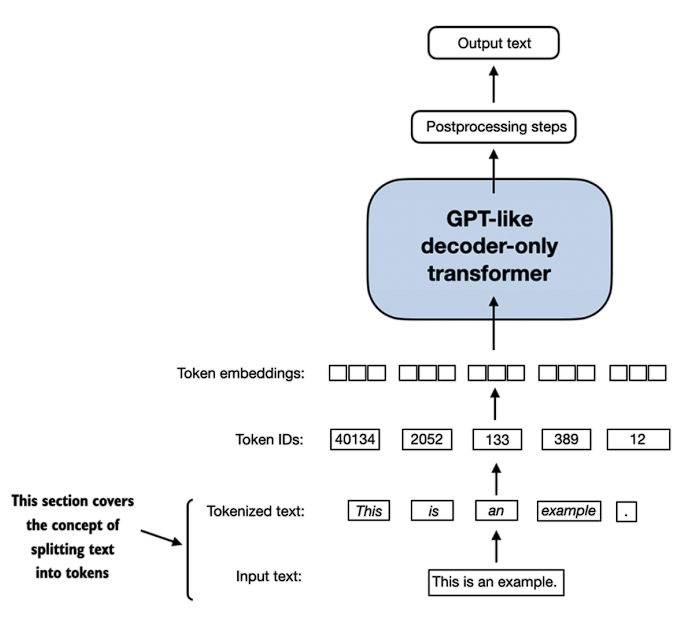 Output text
Postprocessing steps
GPT-like
decoder-only
transformer
Token embeddings:
Token IDs: 40134 2052 133 389 12
This section covers
the concept of
splitting text
into tokens
Tokenized text: This is an example .
Input text: This is an example.